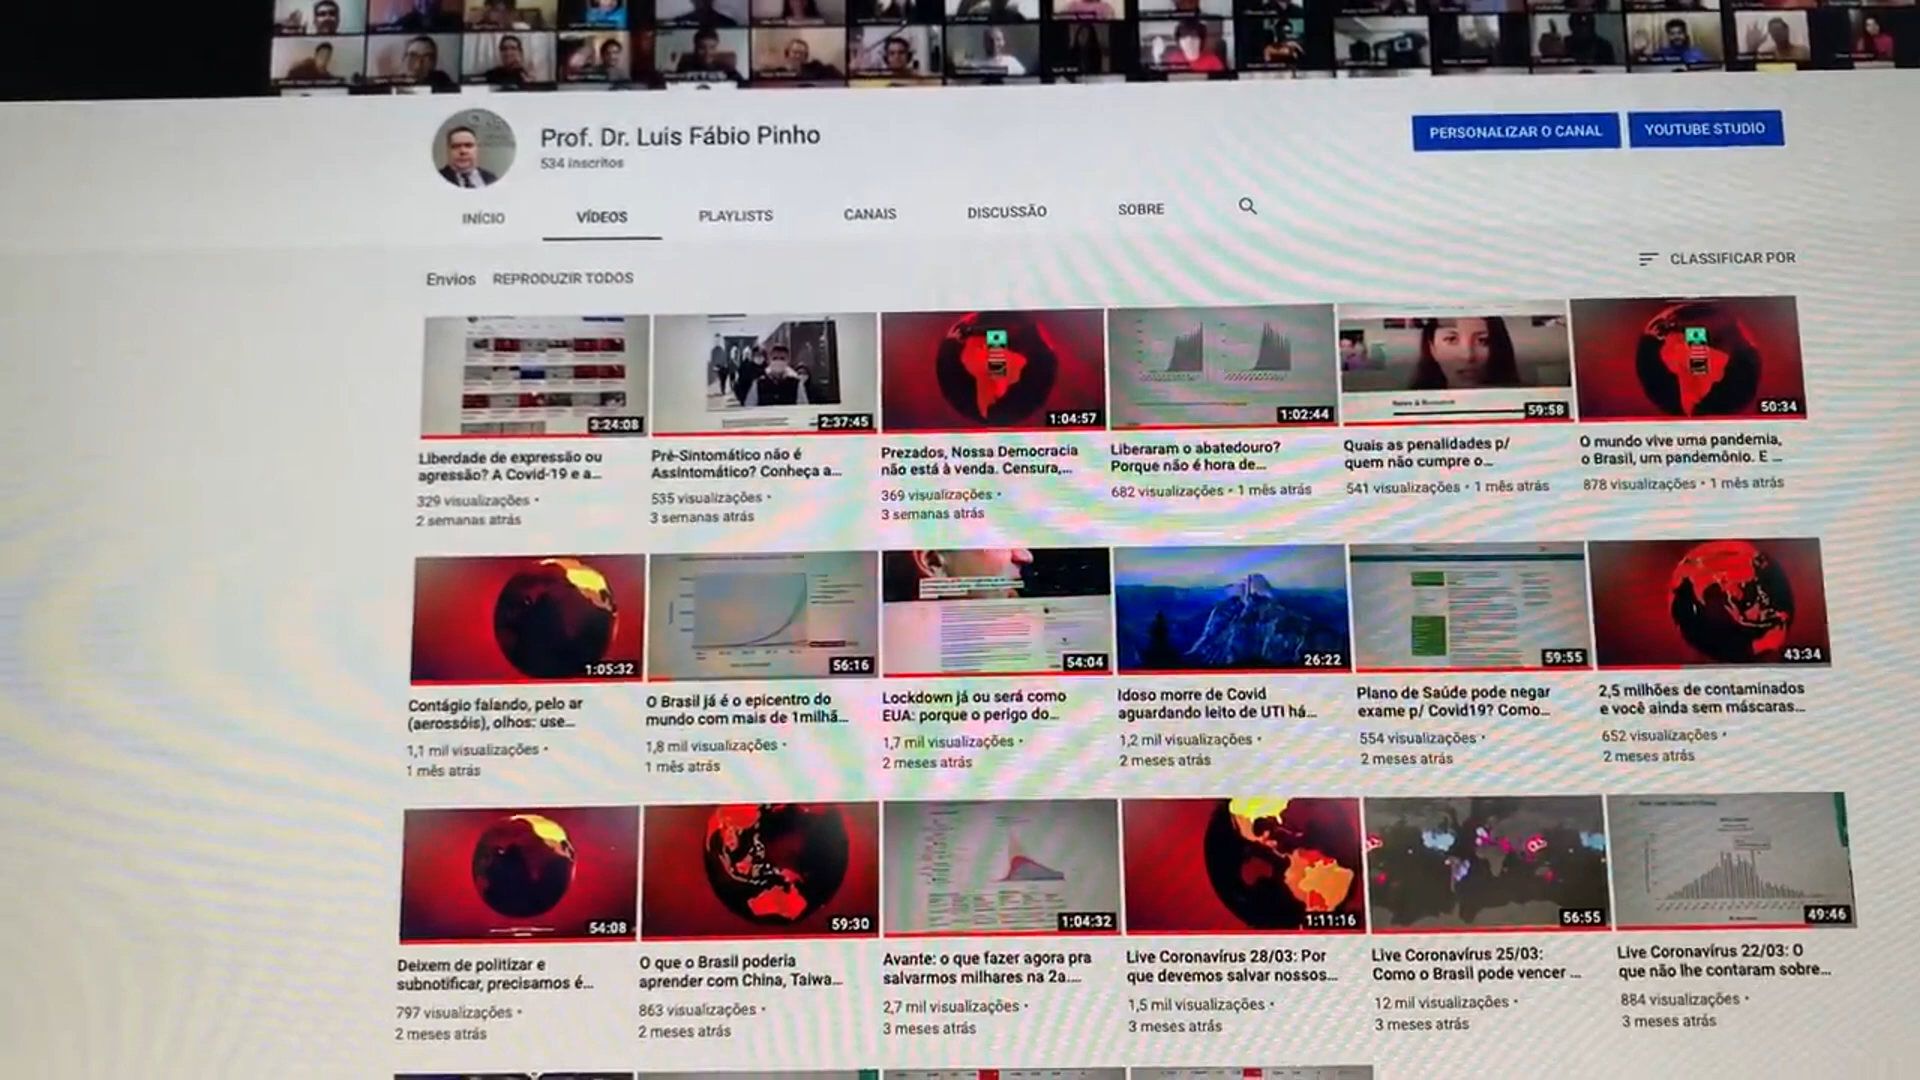 Prof. Dr. Luís Fábio Pinho
534 inscritos
PERSONALIZAR O CANAL
YOUTUBE STUDIO
INÍCIO
VÍDEOS
PLAYLISTS
CANAIS
DISCUSSÃO
SOBRE
Envios
REPRODUZIR TODOS
CLASSIFICAR POR
3:24:08
2:37:45
1:04:57
1:02:44
59:58
50:34
Liberdade de expressão ou
agressão? A Covid-19 e a...
329 visualizações •
2 semanas atrás
Pré-Sintomático não é
Assintomático? Conheça a...
535 visualizações •
3 semanas atrás
Prezados, Nossa Democracia
não está à venda. Censura,...
369 visualizações •
3 semanas atrás
Liberaram o abatedouro?
Porque não é hora de...
682 visualizações • 1 mês atrás
Quais as penalidades p/
quem não cumpre o...
541 visualizações • 1 mês atrás
O mundo vive uma pandemia,
o Brasil, um pandemônio. E ...
878 visualizações • 1 mês atrás
1:05:32
56:16
54:04
26:22
59:55
43:34
Contágio falando, pelo ar
(aerossóis), olhos: use...
1,1 mil visualizações •
1 mês atrás
O Brasil já é o epicentro do
mundo com mais de 1milhã...
1,8 mil visualizações •
1 mês atrás
Lockdown já ou será como
EUA: porque o perigo do...
1,7 mil visualizações •
2 meses atrás
Idoso morre de Covid
aguardando leito de UTI há...
1,2 mil visualizações •
2 meses atrás
Plano de Saúde pode negar
exame p/ Covid19? Como...
554 visualizações •
2 meses atrás
2,5 milhões de contaminados
e você ainda sem máscaras...
652 visualizações •
2 meses atrás
54:08
59:30
1:04:32
1:11:16
56:55
49:46
Deixem de politizar e
subnotificar, precisamos é...
797 visualizações •
2 meses atrás
O que o Brasil poderia
aprender com China, Taiwa...
863 visualizações •
2 meses atrás
Avante: o que fazer agora pra
salvarmos milhares na 2a....
2,7 mil visualizações •
3 meses atrás
Live Coronavírus 28/03: Por
que devemos salvar nossos...
1,5 mil visualizações •
3 meses atrás
Live Coronavírus 25/03:
Como o Brasil pode vencer ...
12 mil visualizações •
3 meses atrás
Live Coronavírus 22/03: O
que não lhe contaram sobre...
884 visualizações •
3 meses atrás